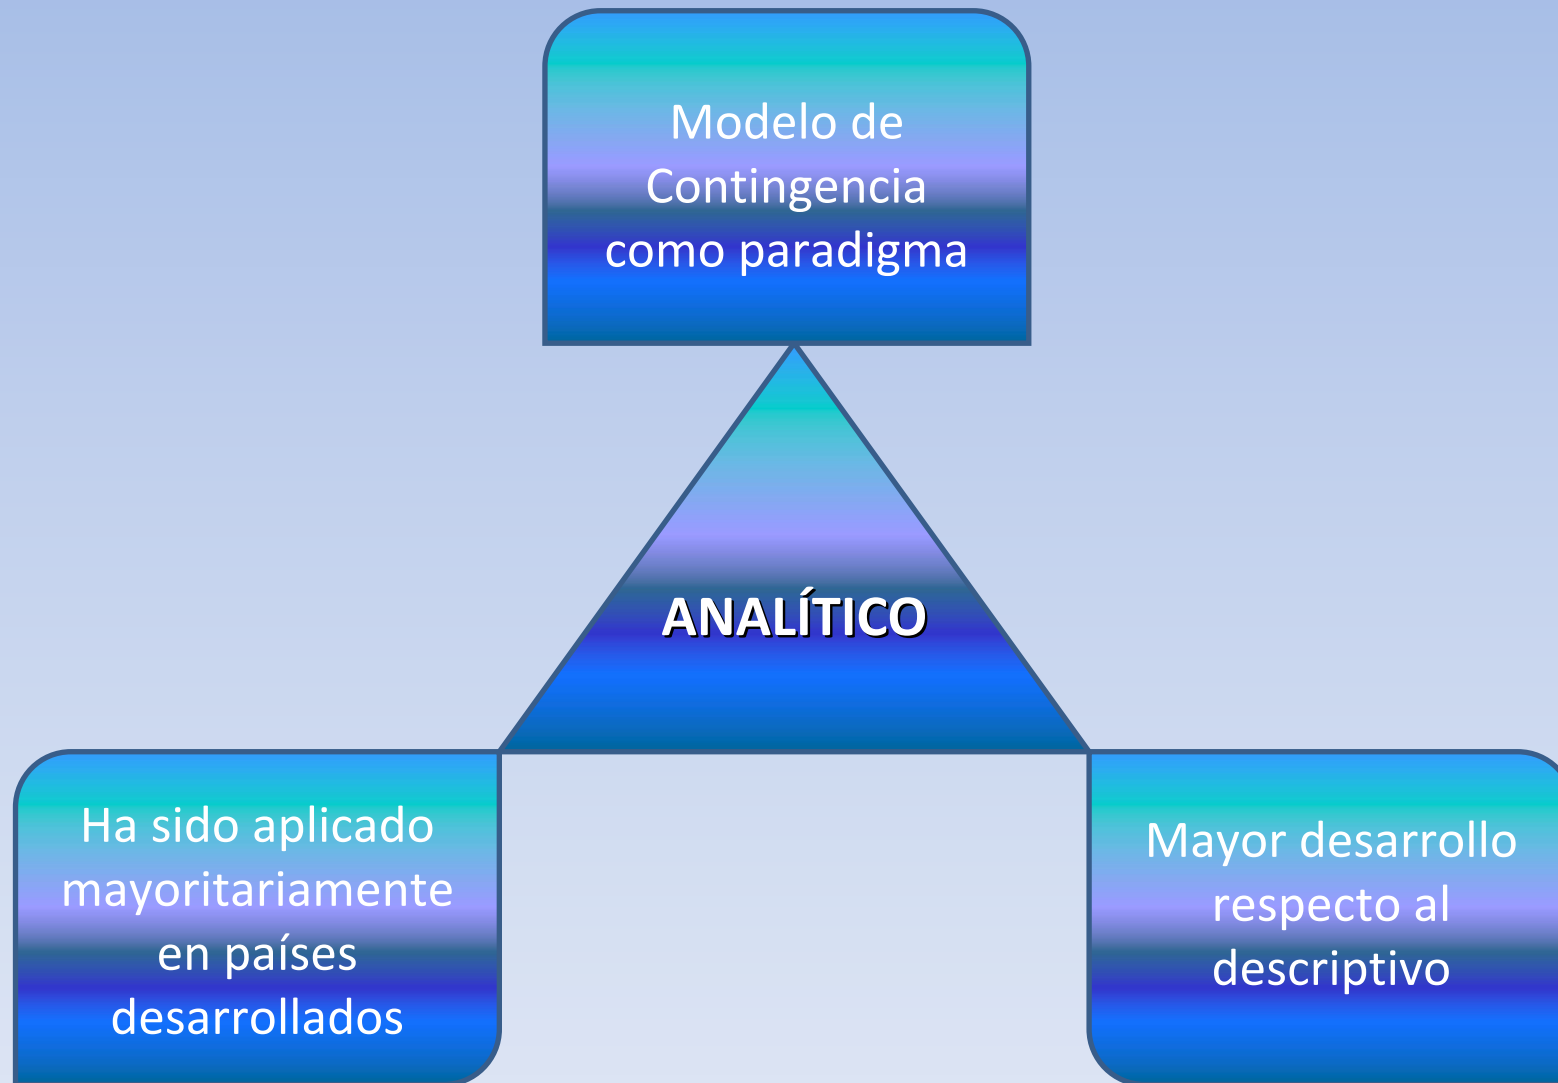 Modelo de
Contingencia
como paradigma
ANALÍTICO
Ha sido aplicado
mayoritariamente
en países
desarrollados
Mayor desarrollo
respecto al
descriptivo